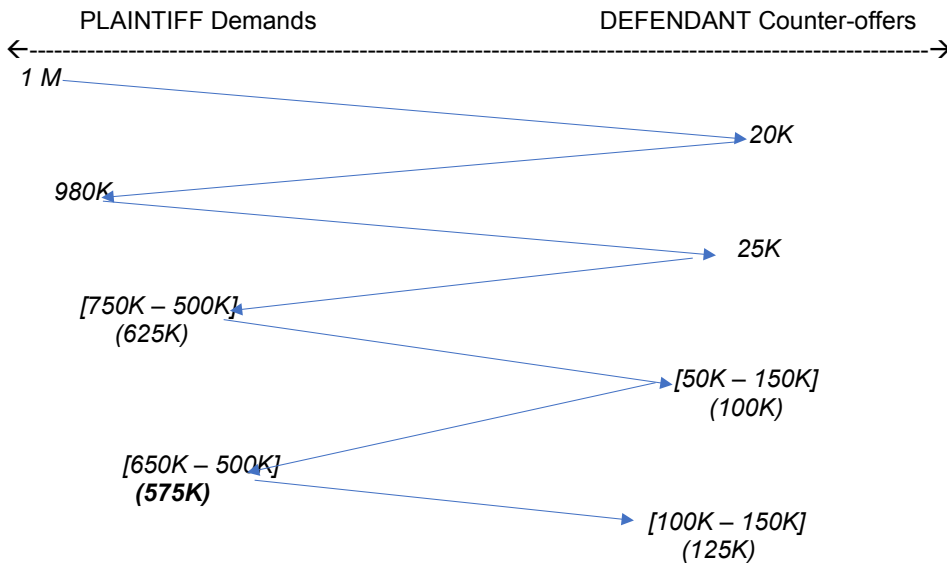 PLAINTIFF Demands DEFENDANT Counter-offers
1 M
20K
980K
25K
[750K – 500K]
(625K)
[50K – 150K]
(100K)
[650K – 500K]
(575K)
[100K – 150K]
(125K)